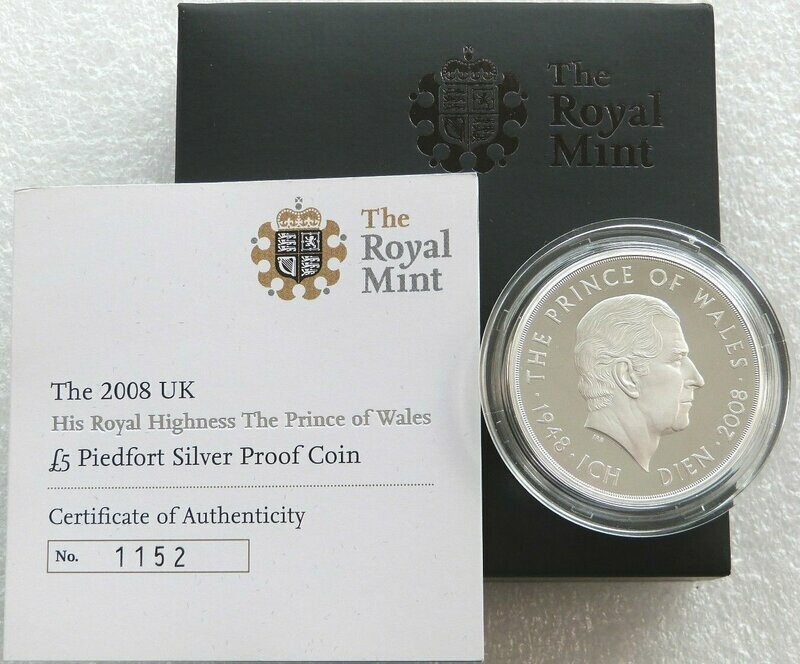 The
Royal
Mint
The
Royal
Mint
The 2008 UK
His Royal Highness The Prince of Wales
£5 Piedfort Silver Proof Coin
Certificate of Authenticity
No. 1152
· THE PRINCE OF WALES ·
1948 · ICH DIEN · 2008